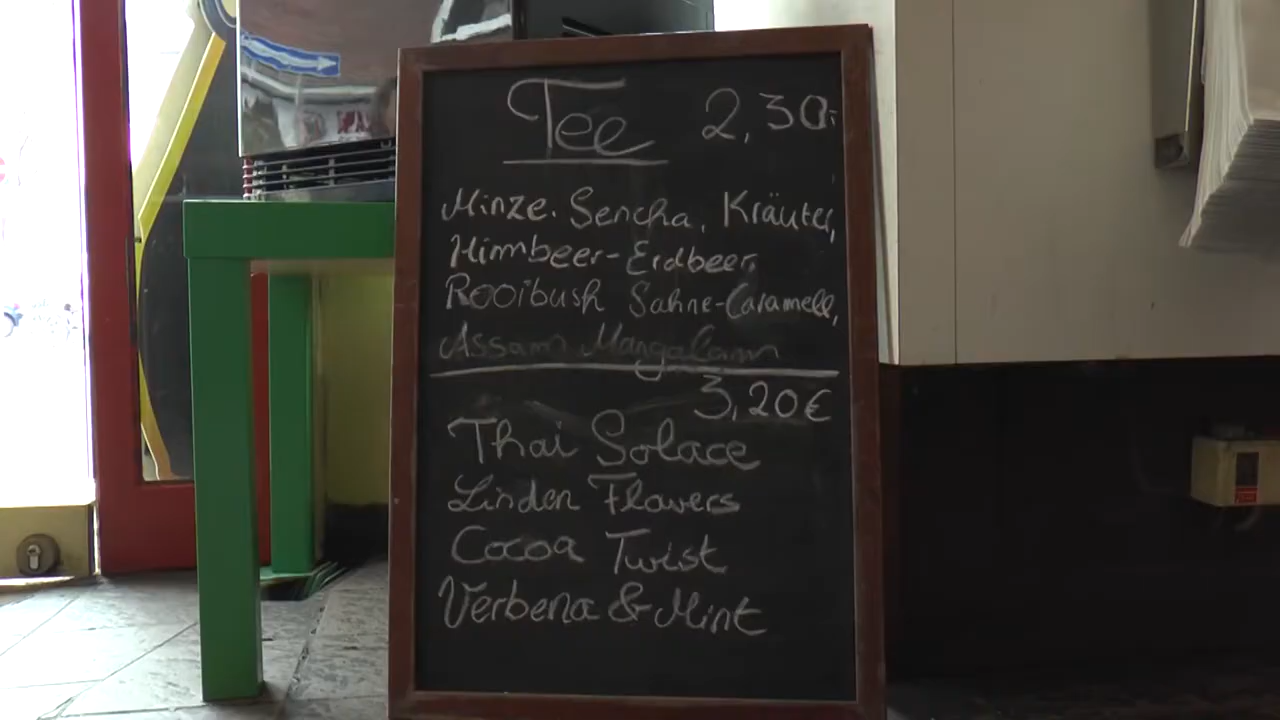 Tee 2,30,-
Minze. Sencha, Kräuter,
Himbeer-Erdbeer,
Rooibush Sahne-Caramell,
Assam Mangalam
3,20€
Thai Solace
Linden Flowers
Cocoa Twist
Verbena & Mint